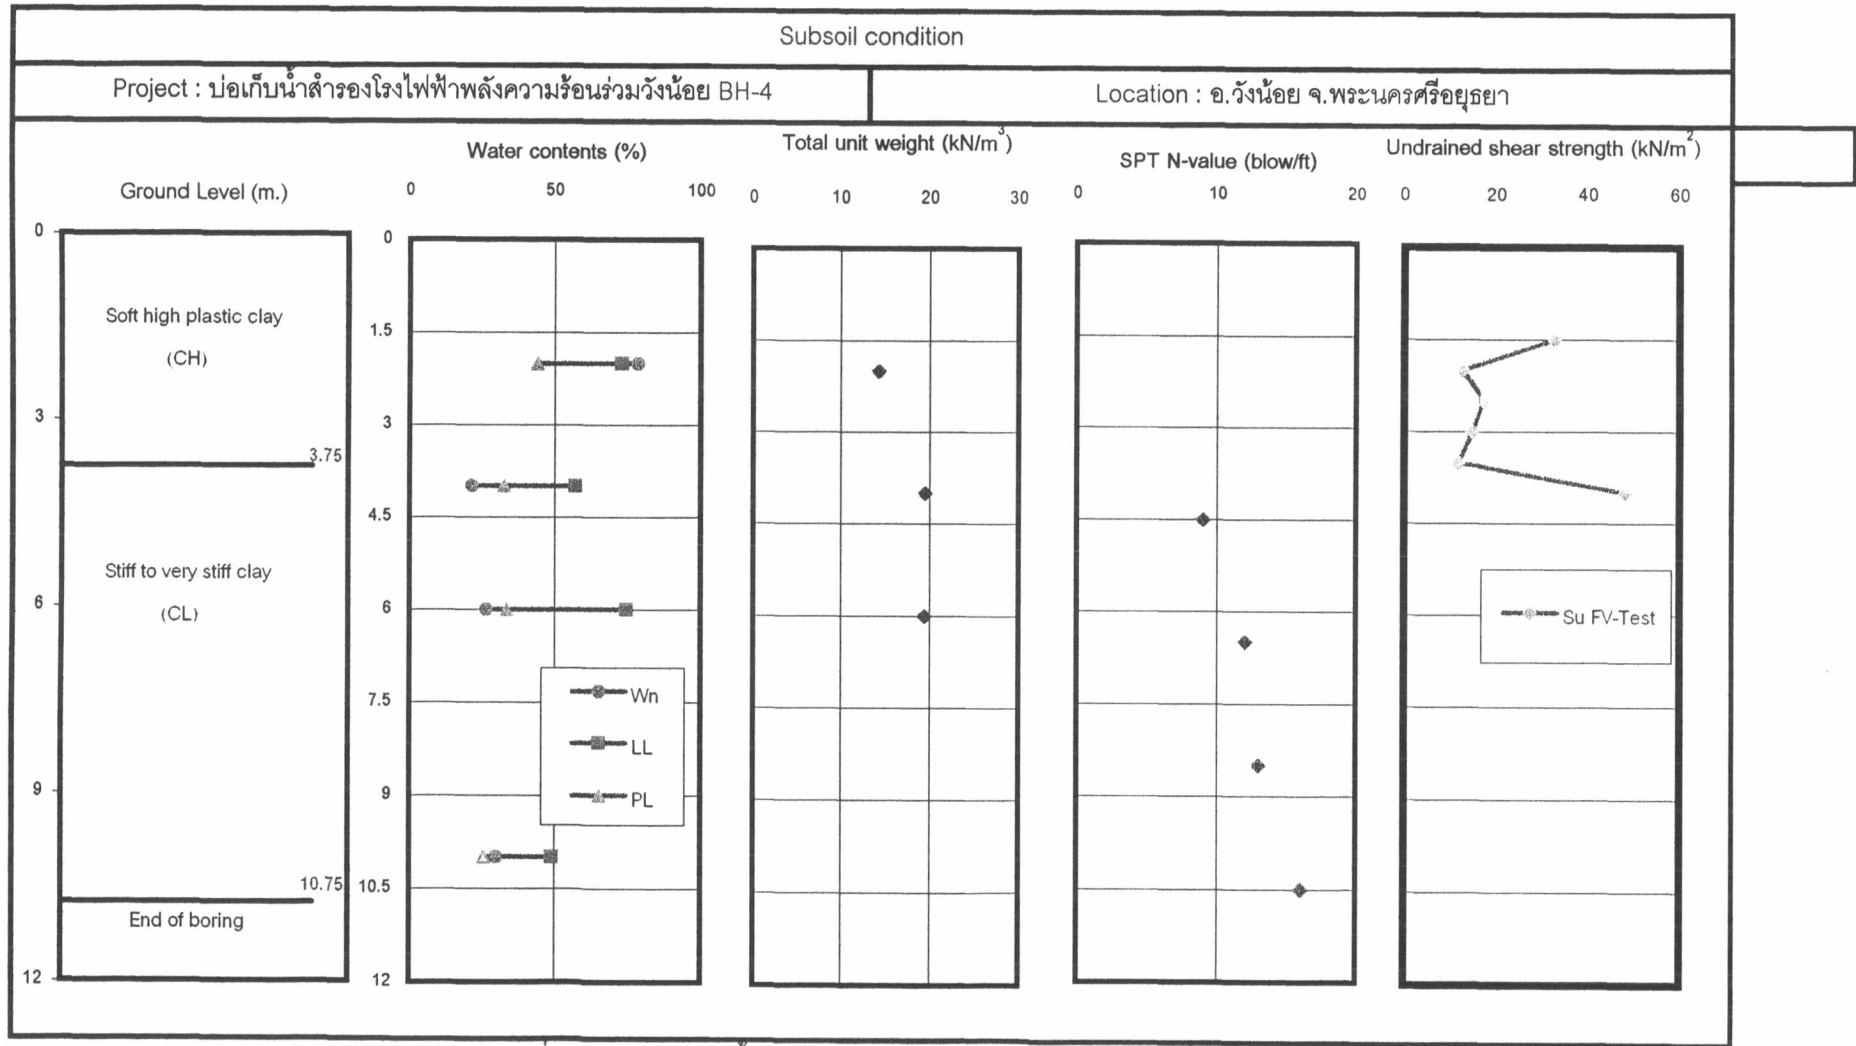 Subsoil condition
Project : บ่อเก็บน้ำสำรองโรงไฟฟ้าพลังความร้อนร่วมวังน้อย BH-4
Location : อ.วังน้อย จ.พระนครศรีอยุธยา
Ground Level (m.)
0
3
6
9
12
Soft high plastic clay
(CH)
3.75
Stiff to very stiff clay
(CL)
10.75
End of boring
Water contents (%)
0 50 100
0
1.5
3
4.5
6
7.5
9
10.5
12
Wn
LL
PL
Total unit weight (kN/m³)
0 10 20 30
SPT N-value (blow/ft)
0 10 20
Undrained shear strength (kN/m²)
0 20 40 60
Su FV-Test